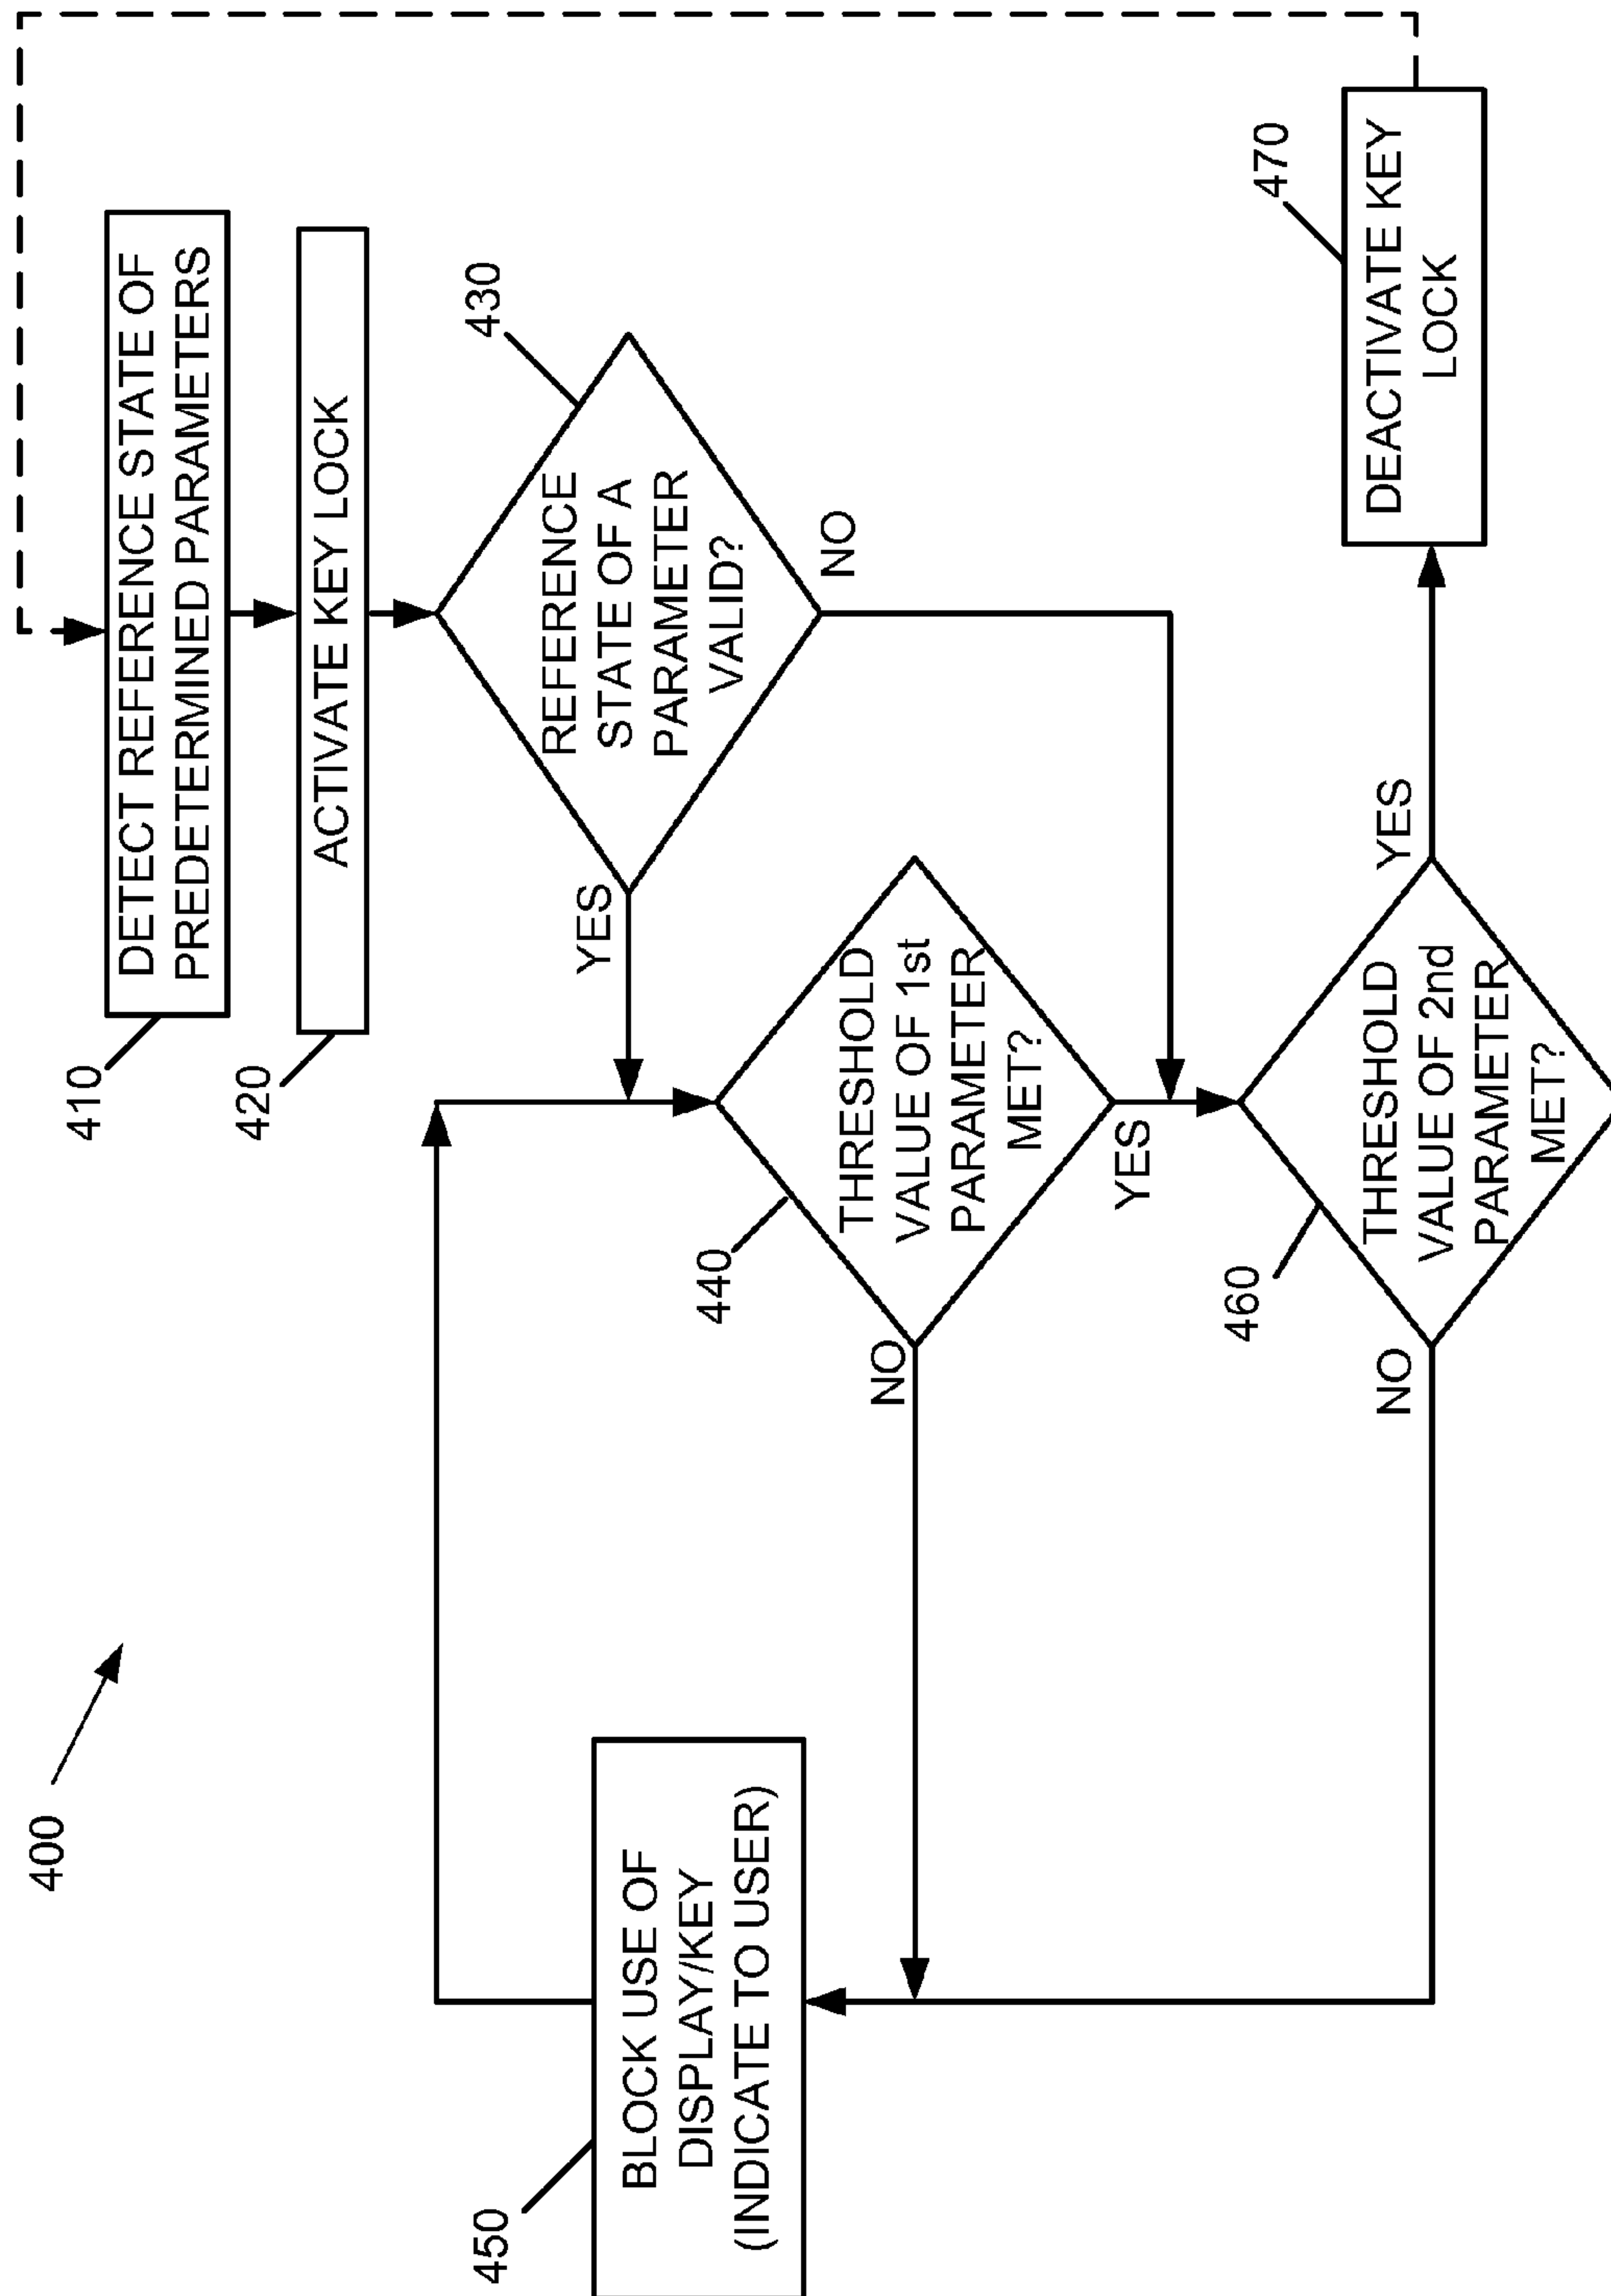 400
410
DETECT REFERENCE STATE OF
PREDETERMINED PARAMETERS
420
ACTIVATE KEY LOCK
430
REFERENCE
STATE OF A
PARAMETER
VALID?
YES
NO
440
THRESHOLD
VALUE OF 1st
PARAMETER
MET?
NO
YES
450
BLOCK USE OF
DISPLAY/KEY
(INDICATE TO USER)
460
THRESHOLD
VALUE OF 2nd
PARAMETER
MET?
NO
YES
470
DEACTIVATE KEY
LOCK